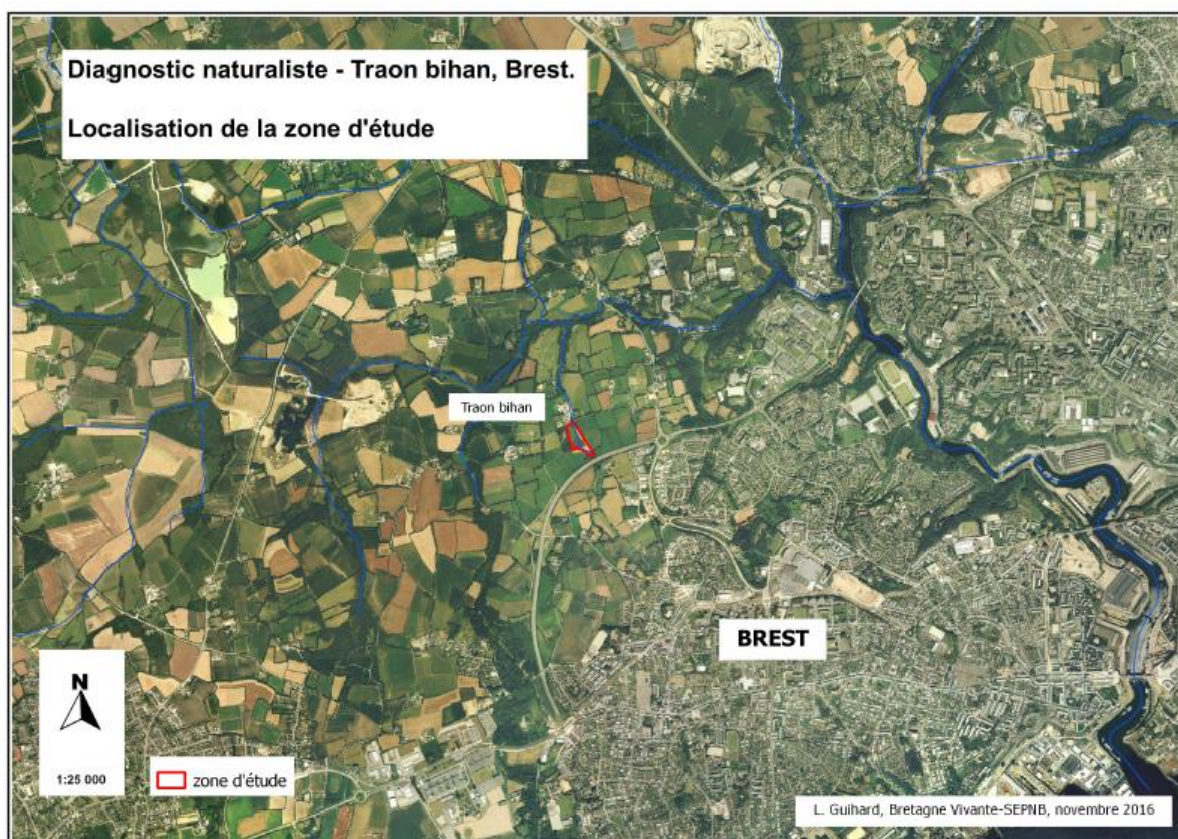 Diagnostic naturaliste - Traon bihan, Brest.
Localisation de la zone d'étude
Traon bihan
BREST
N
1:25 000
zone d'étude
L. Guihard, Bretagne Vivante-SEPNB, novembre 2016